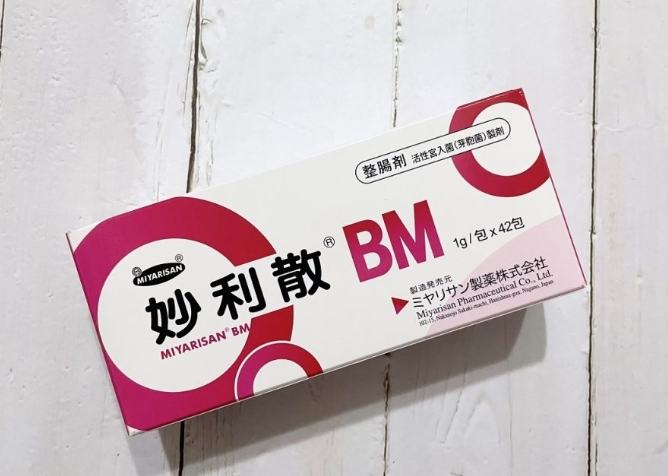 整腸剤 活性宮入菌(芽胞菌)製剤
MIYARISAN®
妙利散® BM 1g/包 x 42包
MIYARISAN® BM
製造発売元
ミヤリサン製薬株式会社
Miyarisan Pharmaceutical Co., Ltd.